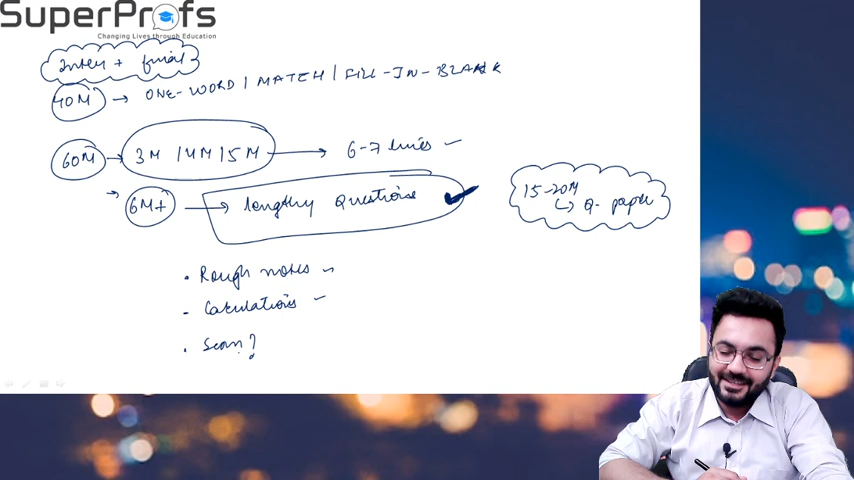 SuperProfs
Changing Lives through Education
Inter + final
40M → ONE-WORD | MATCH | FILL-IN-BLANK
60M → 3M | 4M | 5M → 6-7 lines
→ 6M+ → lengthy Questions
15-20M
↳ Q-paper
• Rough notes
• Calculations
• Scan?